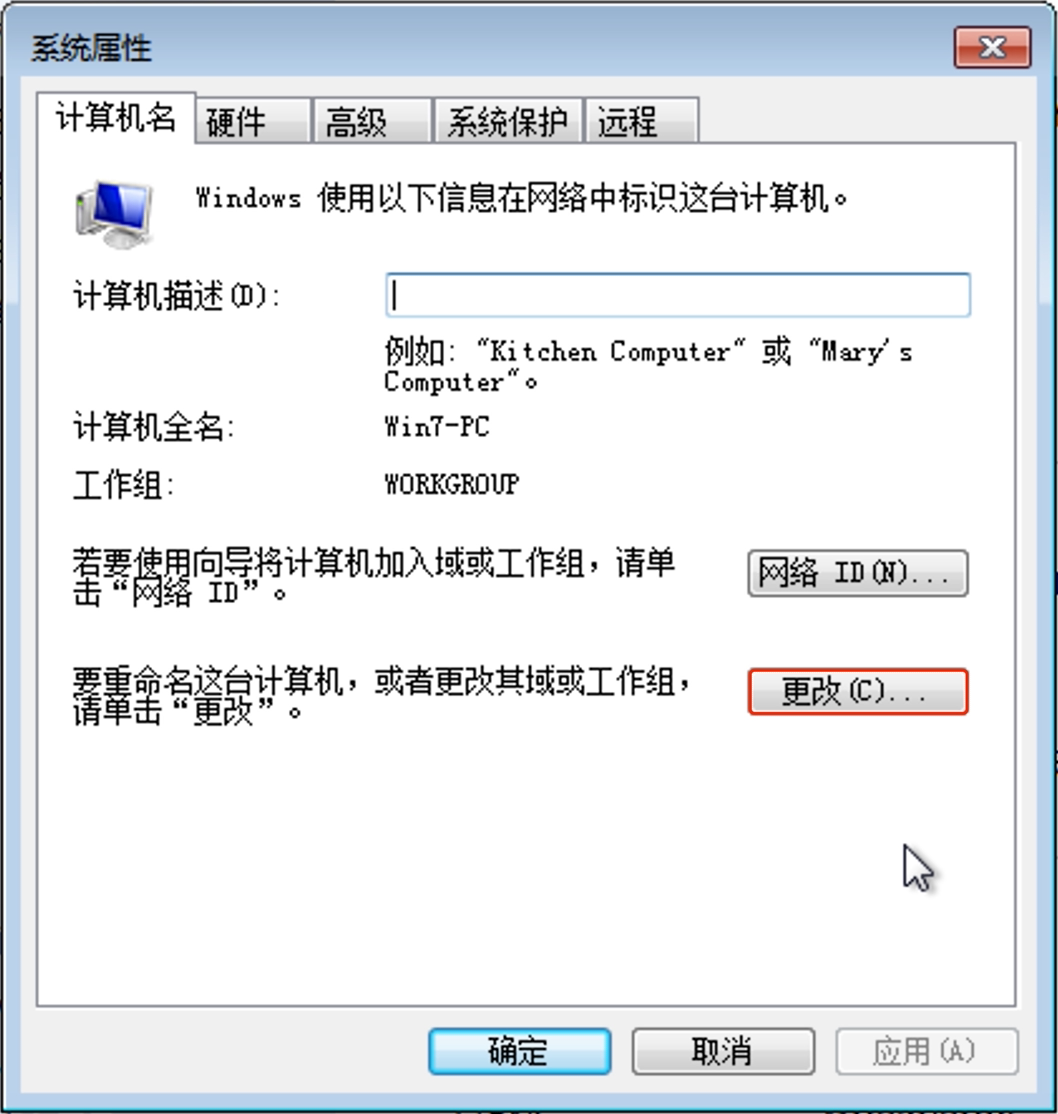 系统属性
计算机名 硬件 高级 系统保护 远程
Windows 使用以下信息在网络中标识这台计算机。
计算机描述(D):
例如: "Kitchen Computer" 或 "Mary's
Computer"。
计算机全名: Win7-PC
工作组: WORKGROUP
若要使用向导将计算机加入域或工作组，请单
击“网络 ID”。
网络 ID(N)...
要重命名这台计算机，或者更改其域或工作组，
请单击“更改”。
更改(C)...
确定 取消 应用(A)